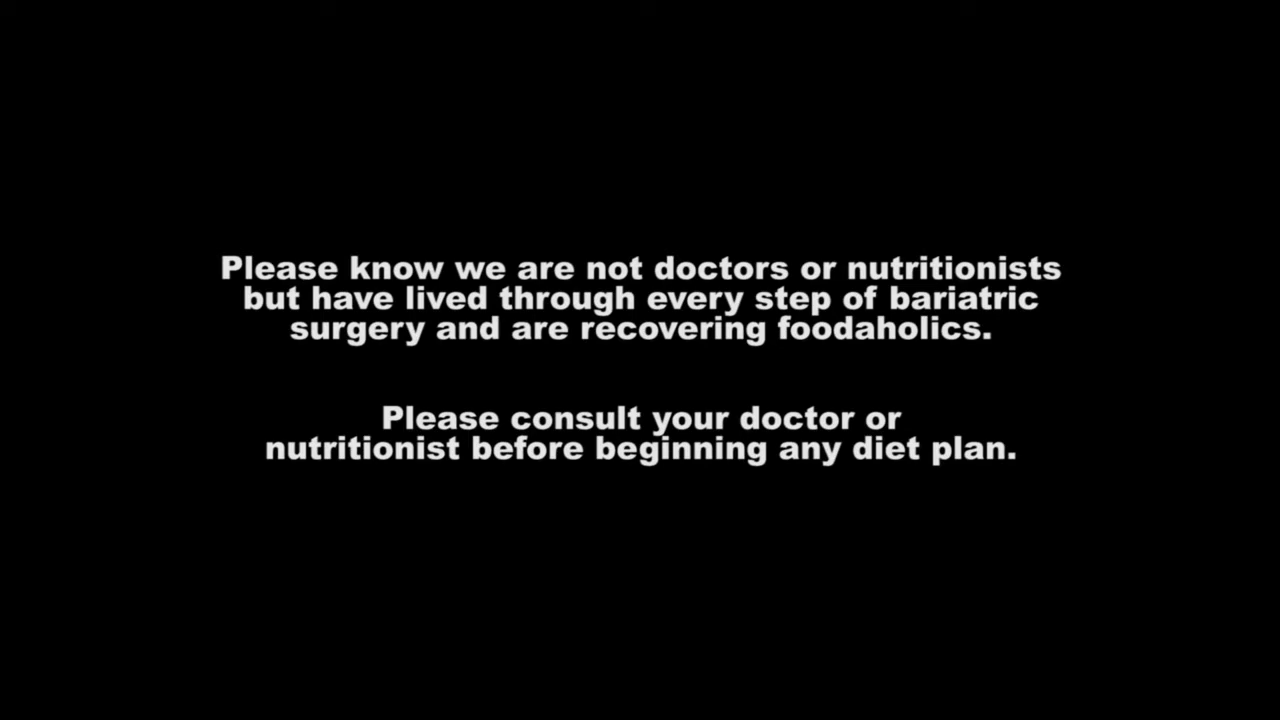 Please know we are not doctors or nutritionists
but have lived through every step of bariatric
surgery and are recovering foodaholics.
Please consult your doctor or
nutritionist before beginning any diet plan.